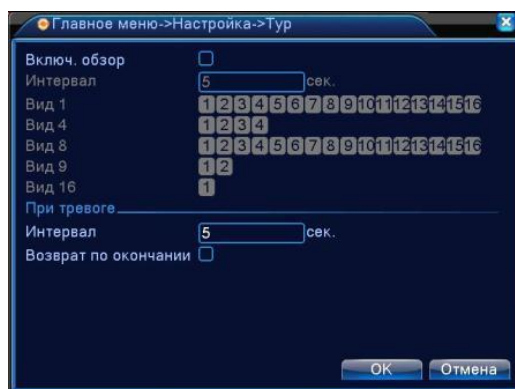 Главное меню->Настройка->Тур
Включ. обзор
Интервал 5 сек.
Вид 1 1 2 3 4 5 6 7 8 9 10 11 12 13 14 15 16
Вид 4 1 2 3 4
Вид 8 1 2 3 4 5 6 7 8 9 10 11 12 13 14 15 16
Вид 9 1 2
Вид 16 1
При тревоге
Интервал 5 сек.
Возврат по окончании
OK Отмена